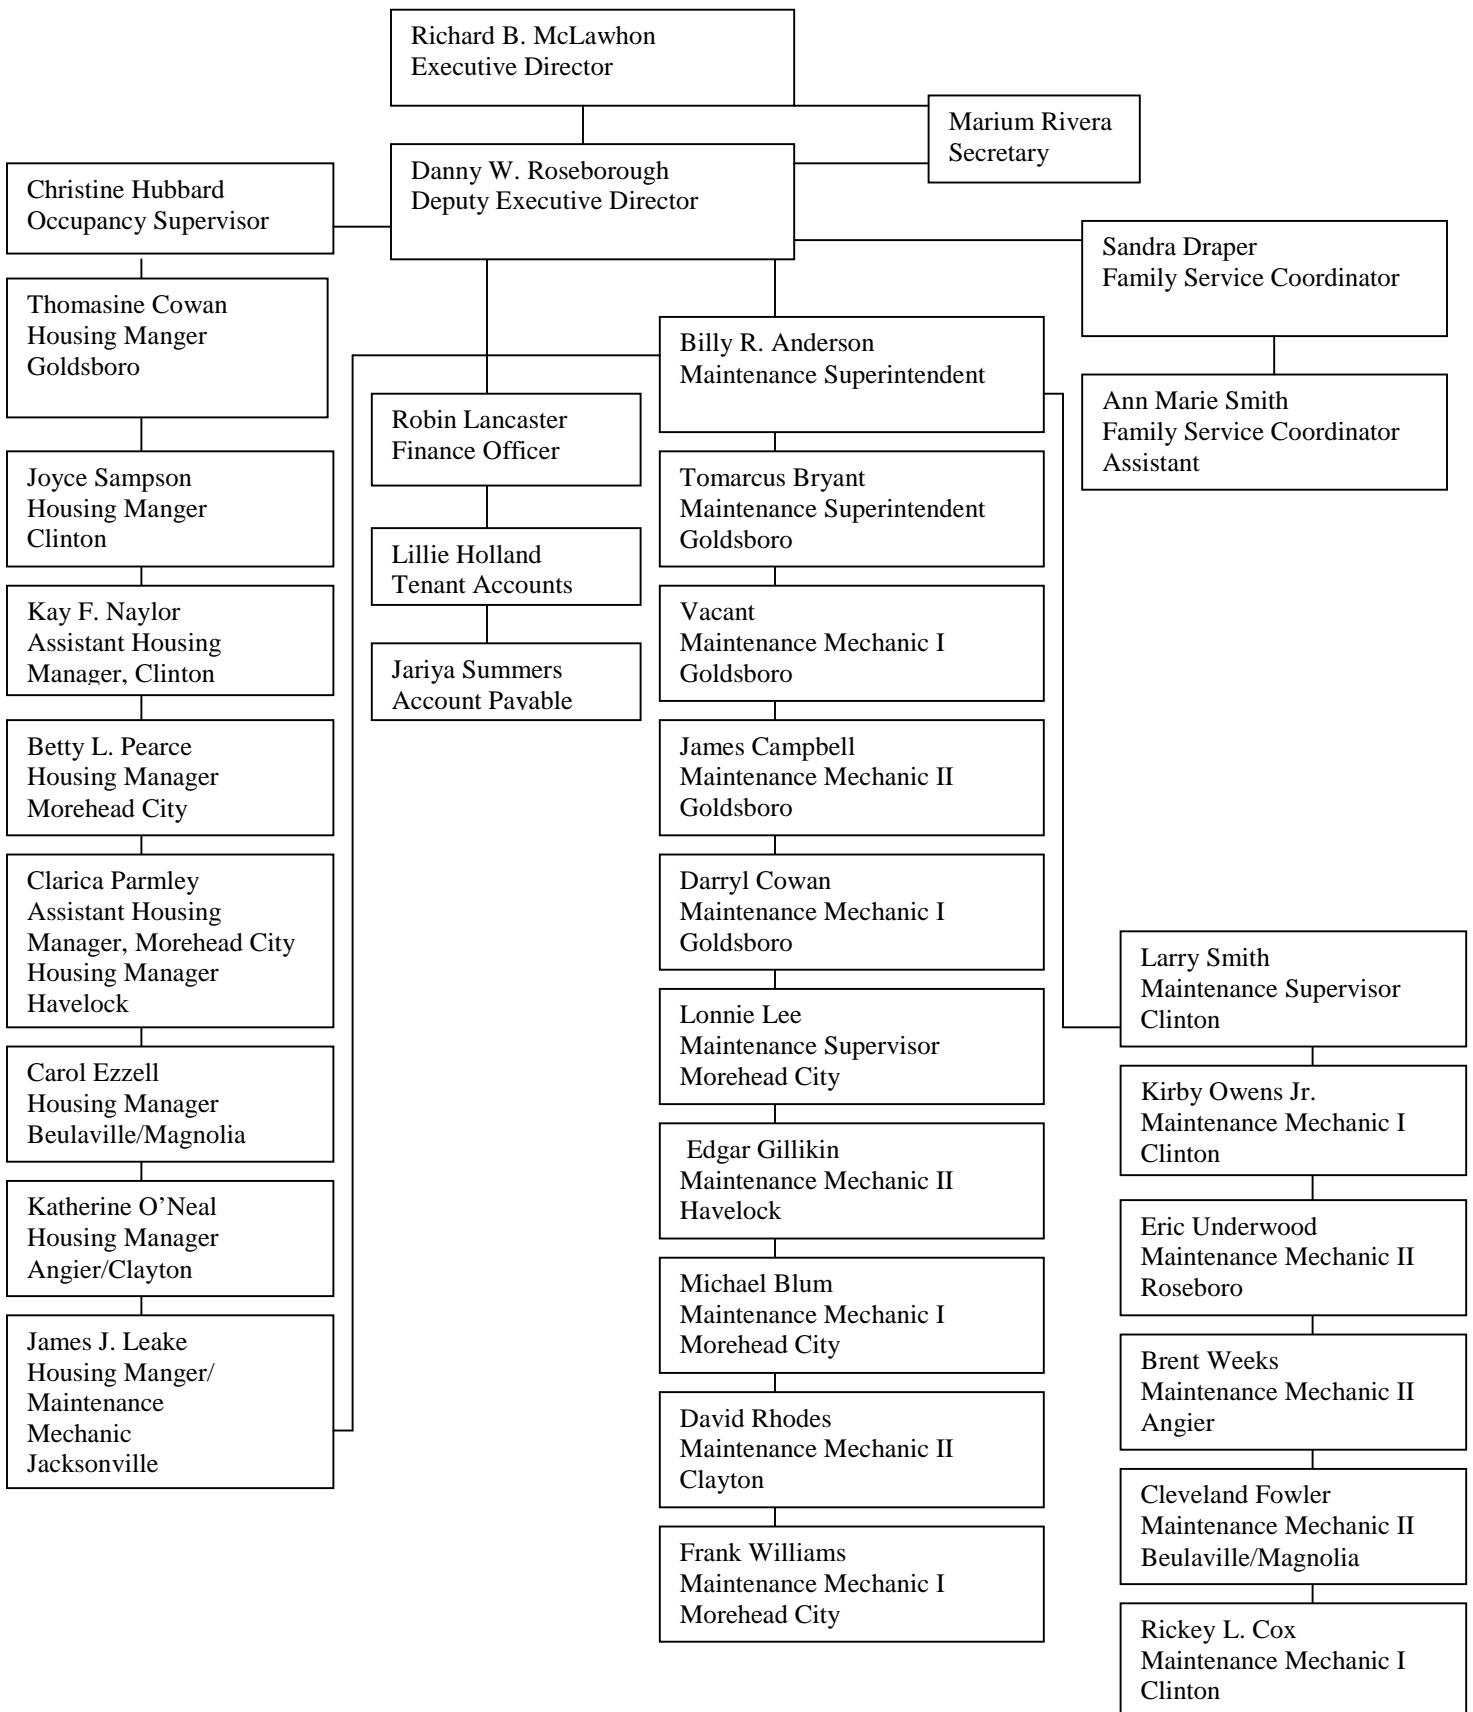 Richard B. McLawhon
Executive Director
Marium Rivera
Secretary
Danny W. Roseborough
Deputy Executive Director
Christine Hubbard
Occupancy Supervisor
Thomasine Cowan
Housing Manger
Goldsboro
Joyce Sampson
Housing Manger
Clinton
Kay F. Naylor
Assistant Housing
Manager, Clinton
Betty L. Pearce
Housing Manager
Morehead City
Clarica Parmley
Assistant Housing
Manager, Morehead City
Housing Manager
Havelock
Carol Ezzell
Housing Manager
Beulaville/Magnolia
Katherine O’Neal
Housing Manager
Angier/Clayton
James J. Leake
Housing Manger/
Maintenance
Mechanic
Jacksonville
Robin Lancaster
Finance Officer
Lillie Holland
Tenant Accounts
Jariya Summers
Account Payable
Billy R. Anderson
Maintenance Superintendent
Tomarcus Bryant
Maintenance Superintendent
Goldsboro
Vacant
Maintenance Mechanic I
Goldsboro
James Campbell
Maintenance Mechanic II
Goldsboro
Darryl Cowan
Maintenance Mechanic I
Goldsboro
Lonnie Lee
Maintenance Supervisor
Morehead City
Edgar Gillikin
Maintenance Mechanic II
Havelock
Michael Blum
Maintenance Mechanic I
Morehead City
David Rhodes
Maintenance Mechanic II
Clayton
Frank Williams
Maintenance Mechanic I
Morehead City
Sandra Draper
Family Service Coordinator
Ann Marie Smith
Family Service Coordinator
Assistant
Larry Smith
Maintenance Supervisor
Clinton
Kirby Owens Jr.
Maintenance Mechanic I
Clinton
Eric Underwood
Maintenance Mechanic II
Roseboro
Brent Weeks
Maintenance Mechanic II
Angier
Cleveland Fowler
Maintenance Mechanic II
Beulaville/Magnolia
Rickey L. Cox
Maintenance Mechanic I
Clinton